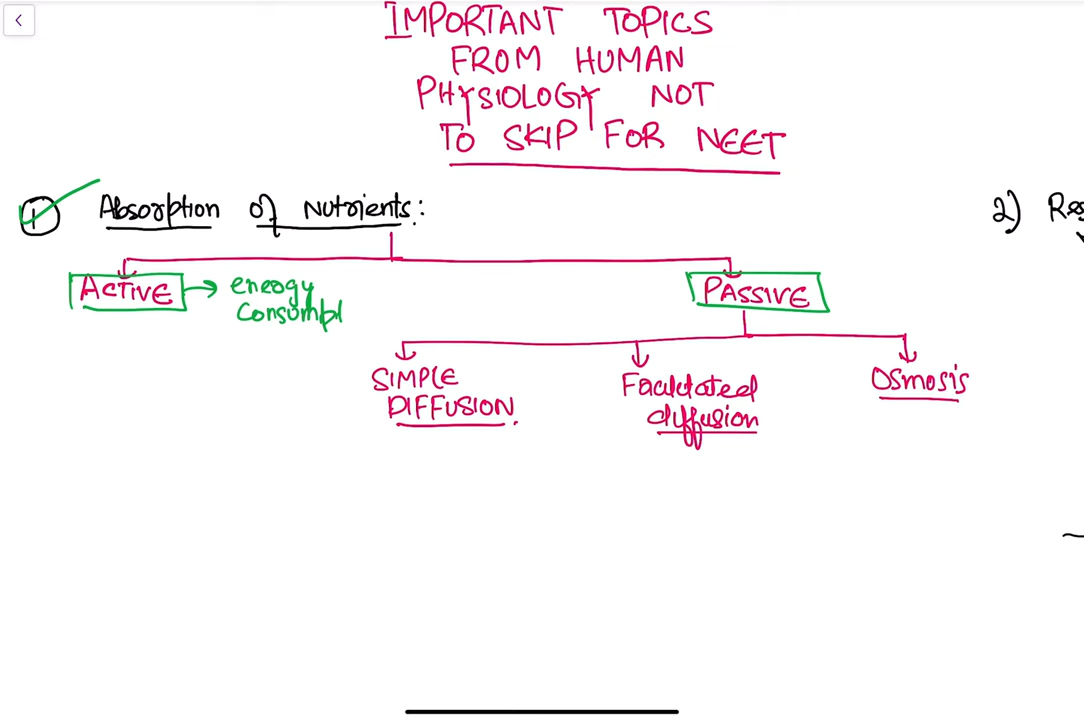 IMPORTANT TOPICS
FROM HUMAN
PHYSIOLOGY NOT
TO SKIP FOR NEET
1 Absorption of Nutrients:
2) Res
ACTIVE → energy
consumpt
PASSIVE
SIMPLE
DIFFUSION
Facilitated
diffusion
Osmosis